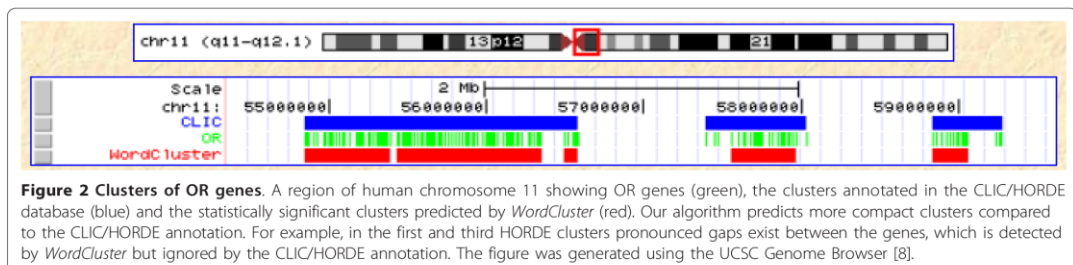 chr11 (q11-q12.1) 13 p12 21
Scale 2 Mb
chr11: 55000000 56000000 57000000 58000000 59000000
CLIC
OR
WordCluster
Figure 2 Clusters of OR genes. A region of human chromosome 11 showing OR genes (green), the clusters annotated in the CLIC/HORDE
database (blue) and the statistically significant clusters predicted by WordCluster (red). Our algorithm predicts more compact clusters compared
to the CLIC/HORDE annotation. For example, in the first and third HORDE clusters pronounced gaps exist between the genes, which is detected
by WordCluster but ignored by the CLIC/HORDE annotation. The figure was generated using the UCSC Genome Browser [8].